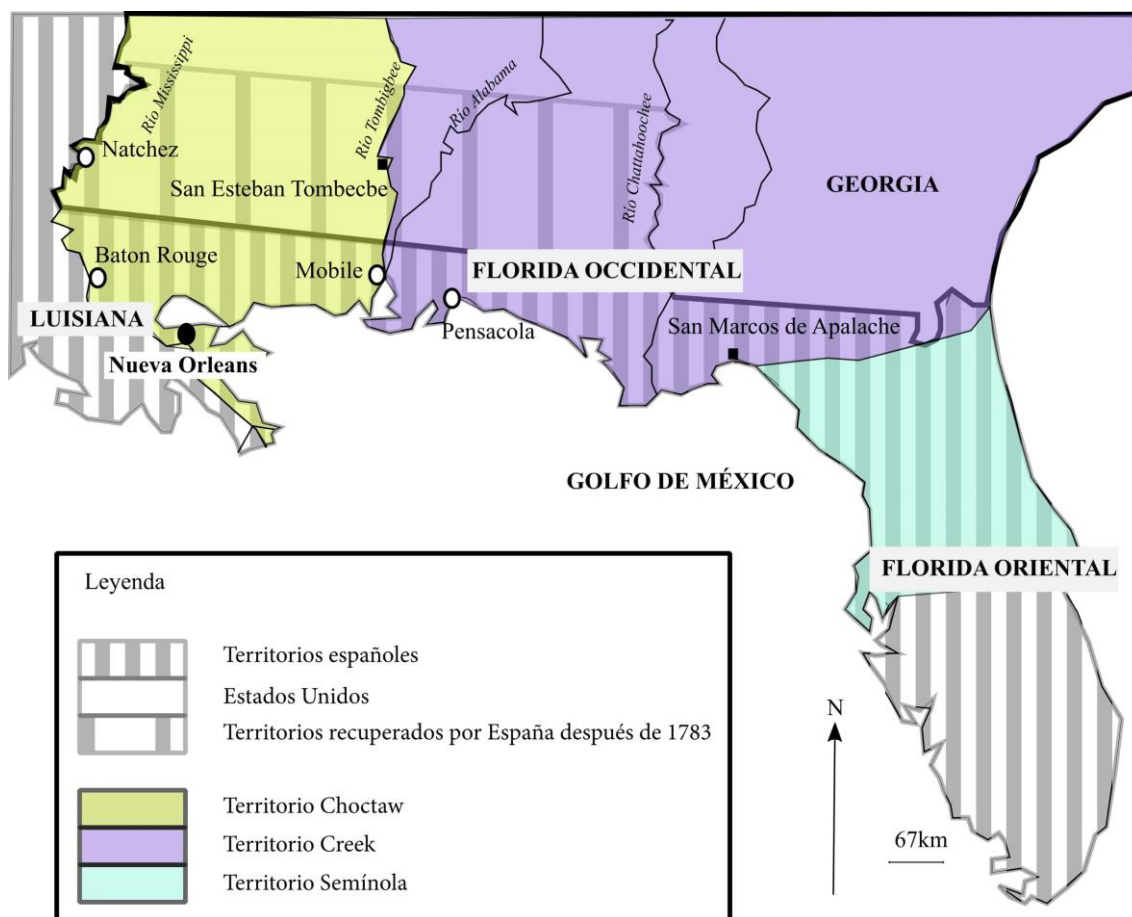 Río Mississippi
Río Tombigbee
Río Alabama
Río Chattahoochee
Natchez
San Esteban Tombecbe
GEORGIA
Baton Rouge
Mobile
FLORIDA OCCIDENTAL
LUISIANA
Pensacola
San Marcos de Apalache
Nueva Orleans
GOLFO DE MÉXICO
FLORIDA ORIENTAL
Leyenda
Territorios españoles
Estados Unidos
Territorios recuperados por España después de 1783
Territorio Choctaw
Territorio Creek
Territorio Semínola
N
67km